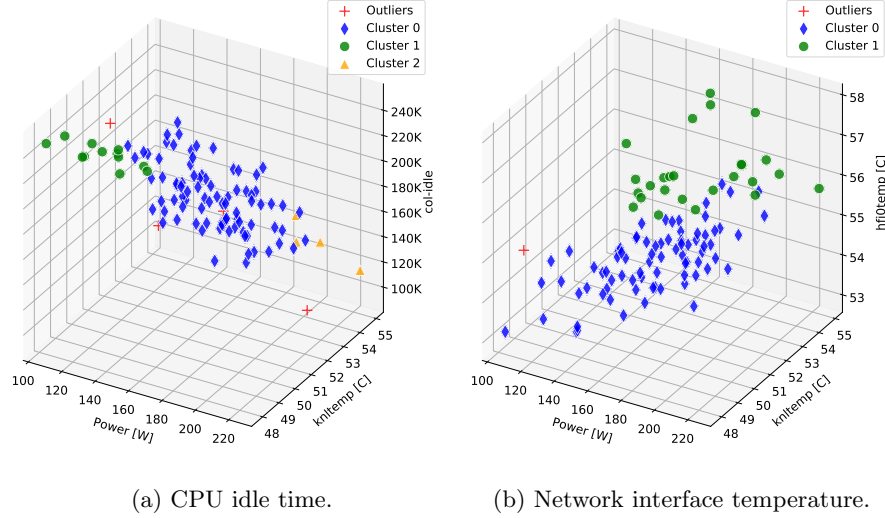 Outliers
Cluster 0
Cluster 1
Cluster 2
240K
220K
200K
180K
160K
140K
120K
100K
col-idle
55
54
53
52
51
50
49
48
knltemp [C]
100
120
140
160
180
200
220
Power [W]
(a) CPU idle time.
Outliers
Cluster 0
Cluster 1
58
57
56
55
54
53
hfi0temp [C]
55
54
53
52
51
50
49
48
knltemp [C]
100
120
140
160
180
200
220
Power [W]
(b) Network interface temperature.